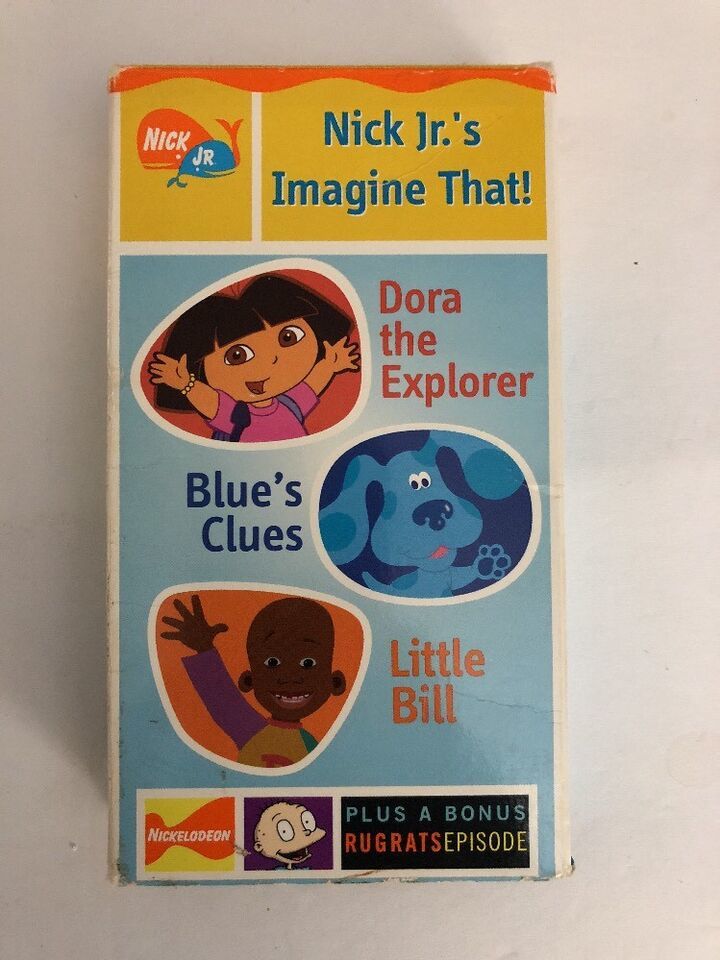 NICK
JR
Nick Jr.'s
Imagine That!
Dora
the
Explorer
Blue's
Clues
Little
Bill
NICKELODEON
PLUS A BONUS
RUGRATS EPISODE